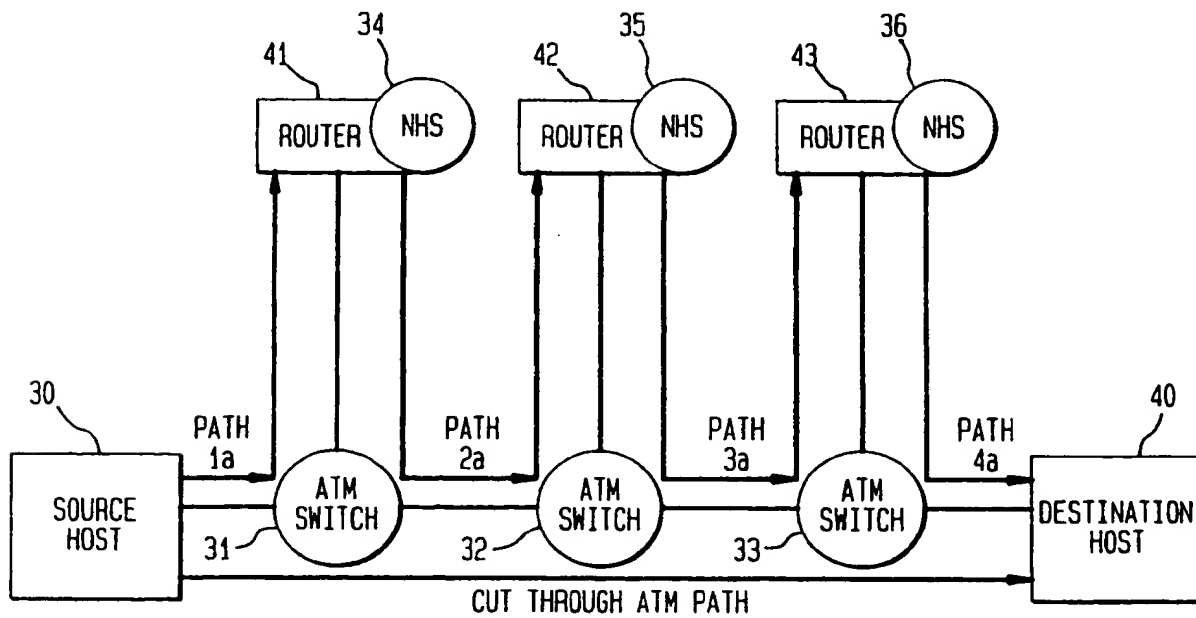 34
35
36
41
42
43
ROUTER
NHS
ROUTER
NHS
ROUTER
NHS
30
40
PATH
1a
PATH
2a
PATH
3a
PATH
4a
SOURCE
HOST
ATM
SWITCH
ATM
SWITCH
ATM
SWITCH
DESTINATION
HOST
31
32
33
CUT THROUGH ATM PATH